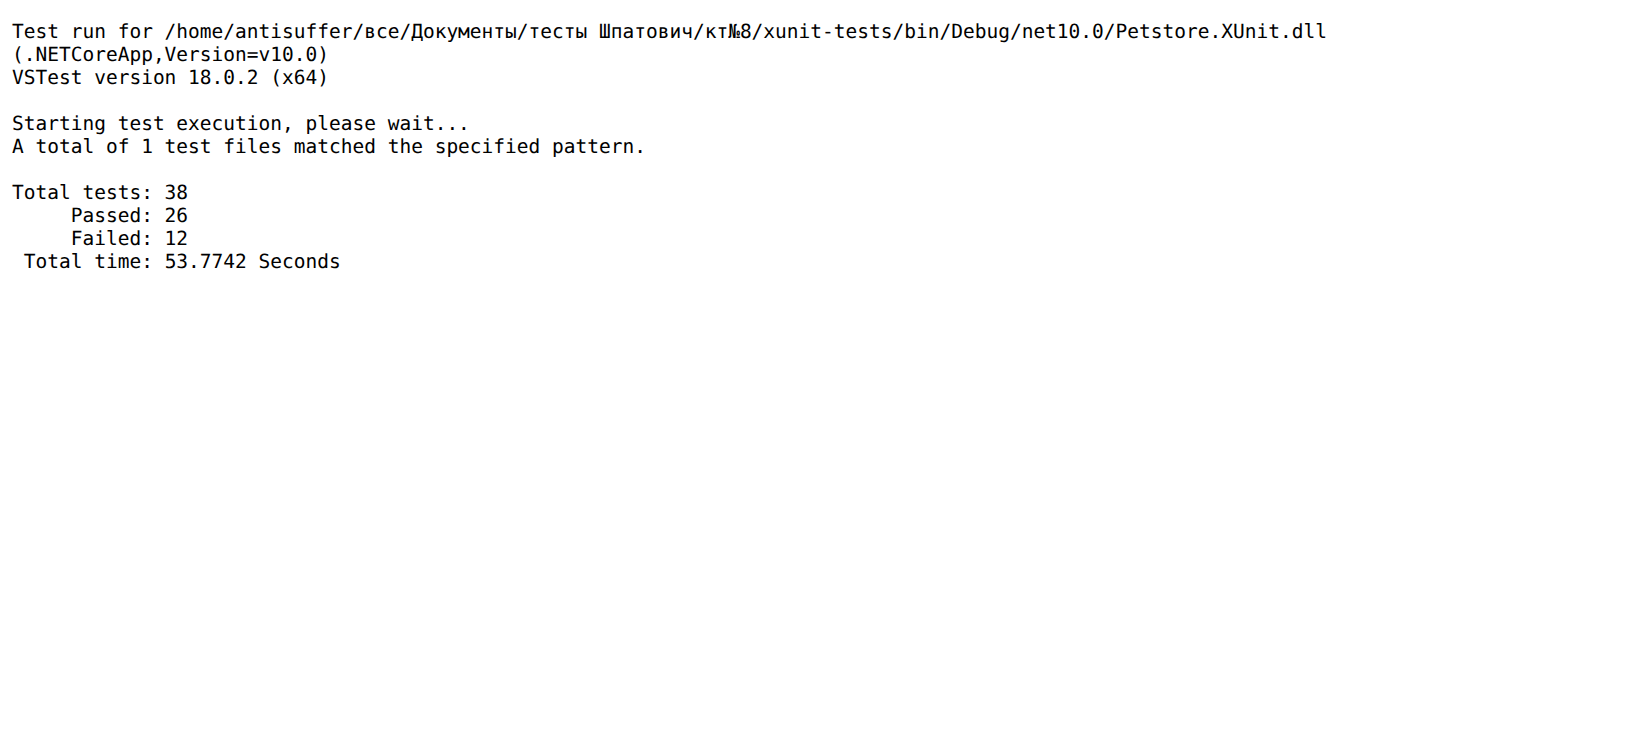 Test run for /home/antisuffer/все/Документы/тесты Шпатович/кт№8/xunit-tests/bin/Debug/net10.0/Petstore.XUnit.dll
(.NETCoreApp,Version=v10.0)
VSTest version 18.0.2 (x64)
Starting test execution, please wait...
A total of 1 test files matched the specified pattern.
Total tests: 38
Passed: 26
Failed: 12
Total time: 53.7742 Seconds